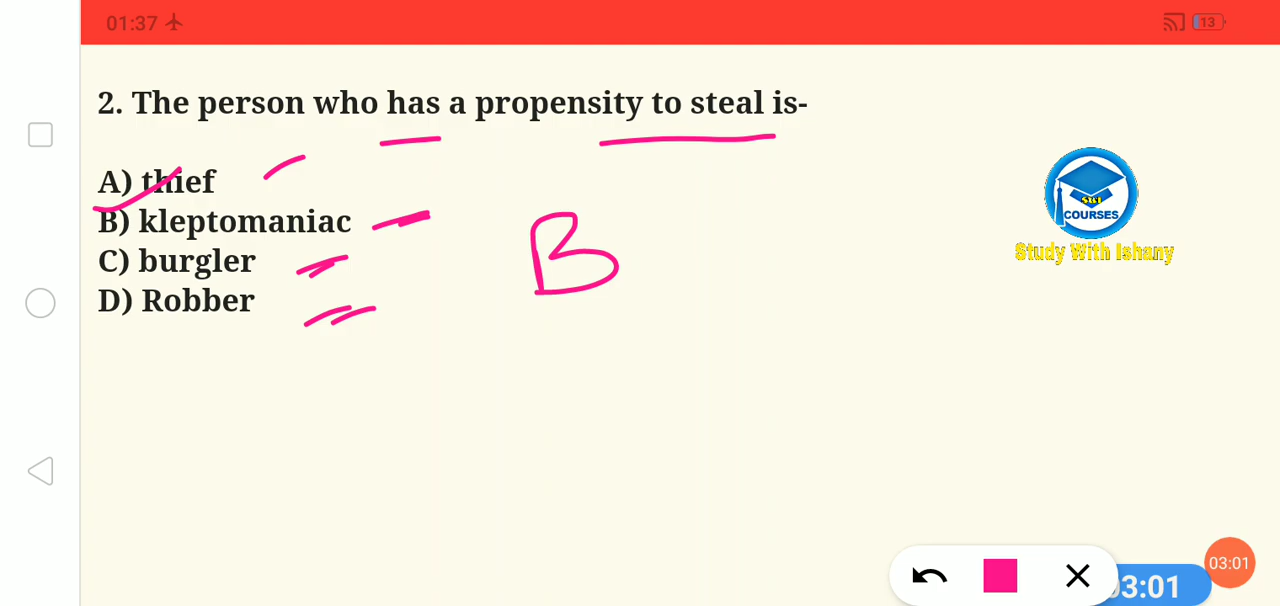 01:37
13
2. The person who has a propensity to steal is-
A) thief
B) kleptomaniac
C) burgler
D) Robber
B
SWI
COURSES
Study With Ishany
03:01
03:01